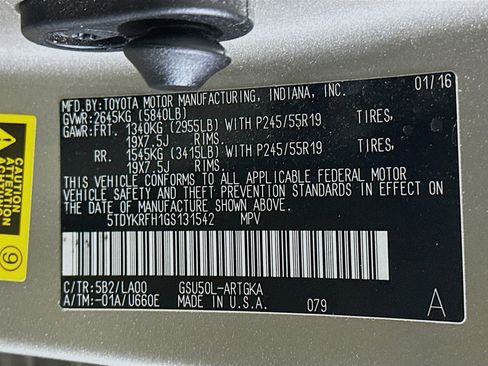 MFD.BY:TOYOTA MOTOR MANUFACTURING, INDIANA, INC. 01/16
GVWR:2645KG (5840LB)
GAWR:FRT. 1340KG (2955LB) WITH P245/55R19 TIRES,
19X7.5J RIMS.
RR. 1545KG (3415LB) WITH P245/55R19 TIRES,
19X7.5J RIMS.
THIS VEHICLE CONFORMS TO ALL APPLICABLE FEDERAL MOTOR
VEHICLE SAFETY AND THEFT PREVENTION STANDARDS IN EFFECT ON
THE DATE OF MANUFACTURE SHOWN ABOVE.
5TDYKRFH1GS131542 MPV
C/TR:5B2/LA00 GSU50L-ARTGKA
A/TM:-01A/U660E MADE IN U.S.A. 079 A
CAUTION
9